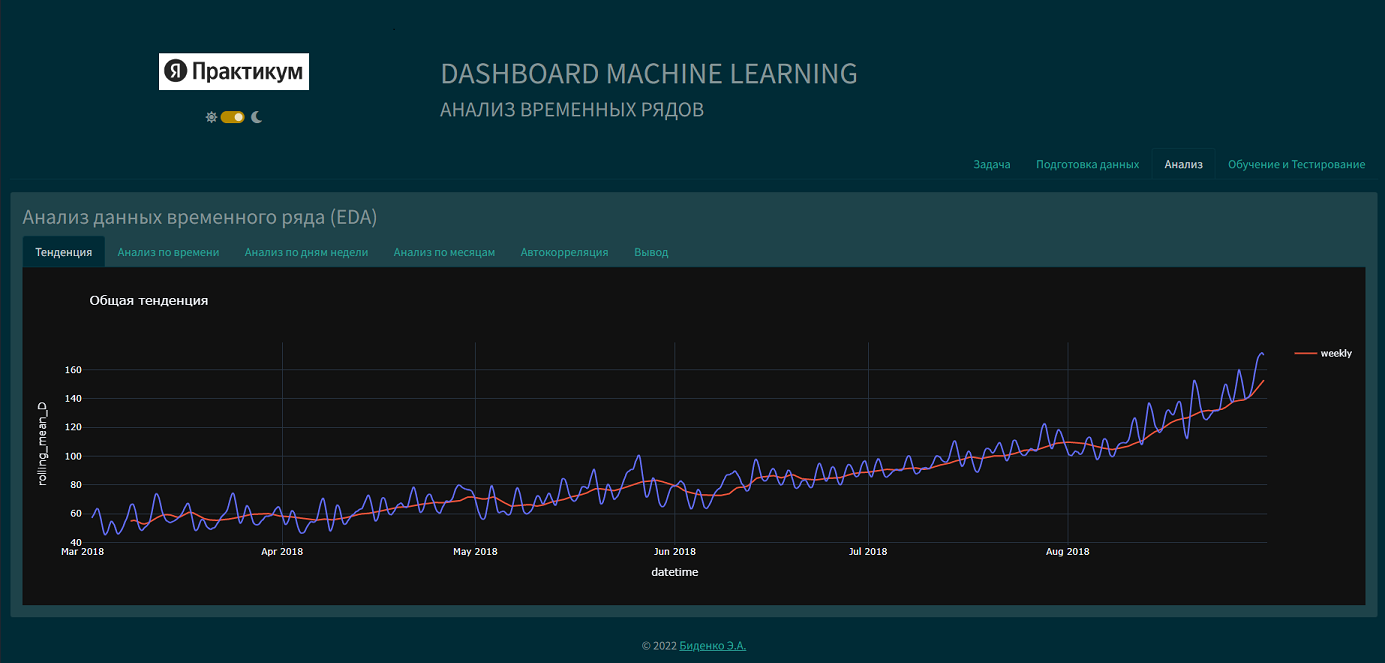 Я Практикум
DASHBOARD MACHINE LEARNING
АНАЛИЗ ВРЕМЕННЫХ РЯДОВ
Задача Подготовка данных Анализ Обучение и Тестирование
Анализ данных временного ряда (EDA)
Тенденция Анализ по времени Анализ по дням недели Анализ по месяцам Автокорреляция Вывод
Общая тенденция
weekly
160
140
120
100
80
60
40
rolling_mean_D
Mar 2018 Apr 2018 May 2018 Jun 2018 Jul 2018 Aug 2018
datetime
© 2022 Биденко Э.А.